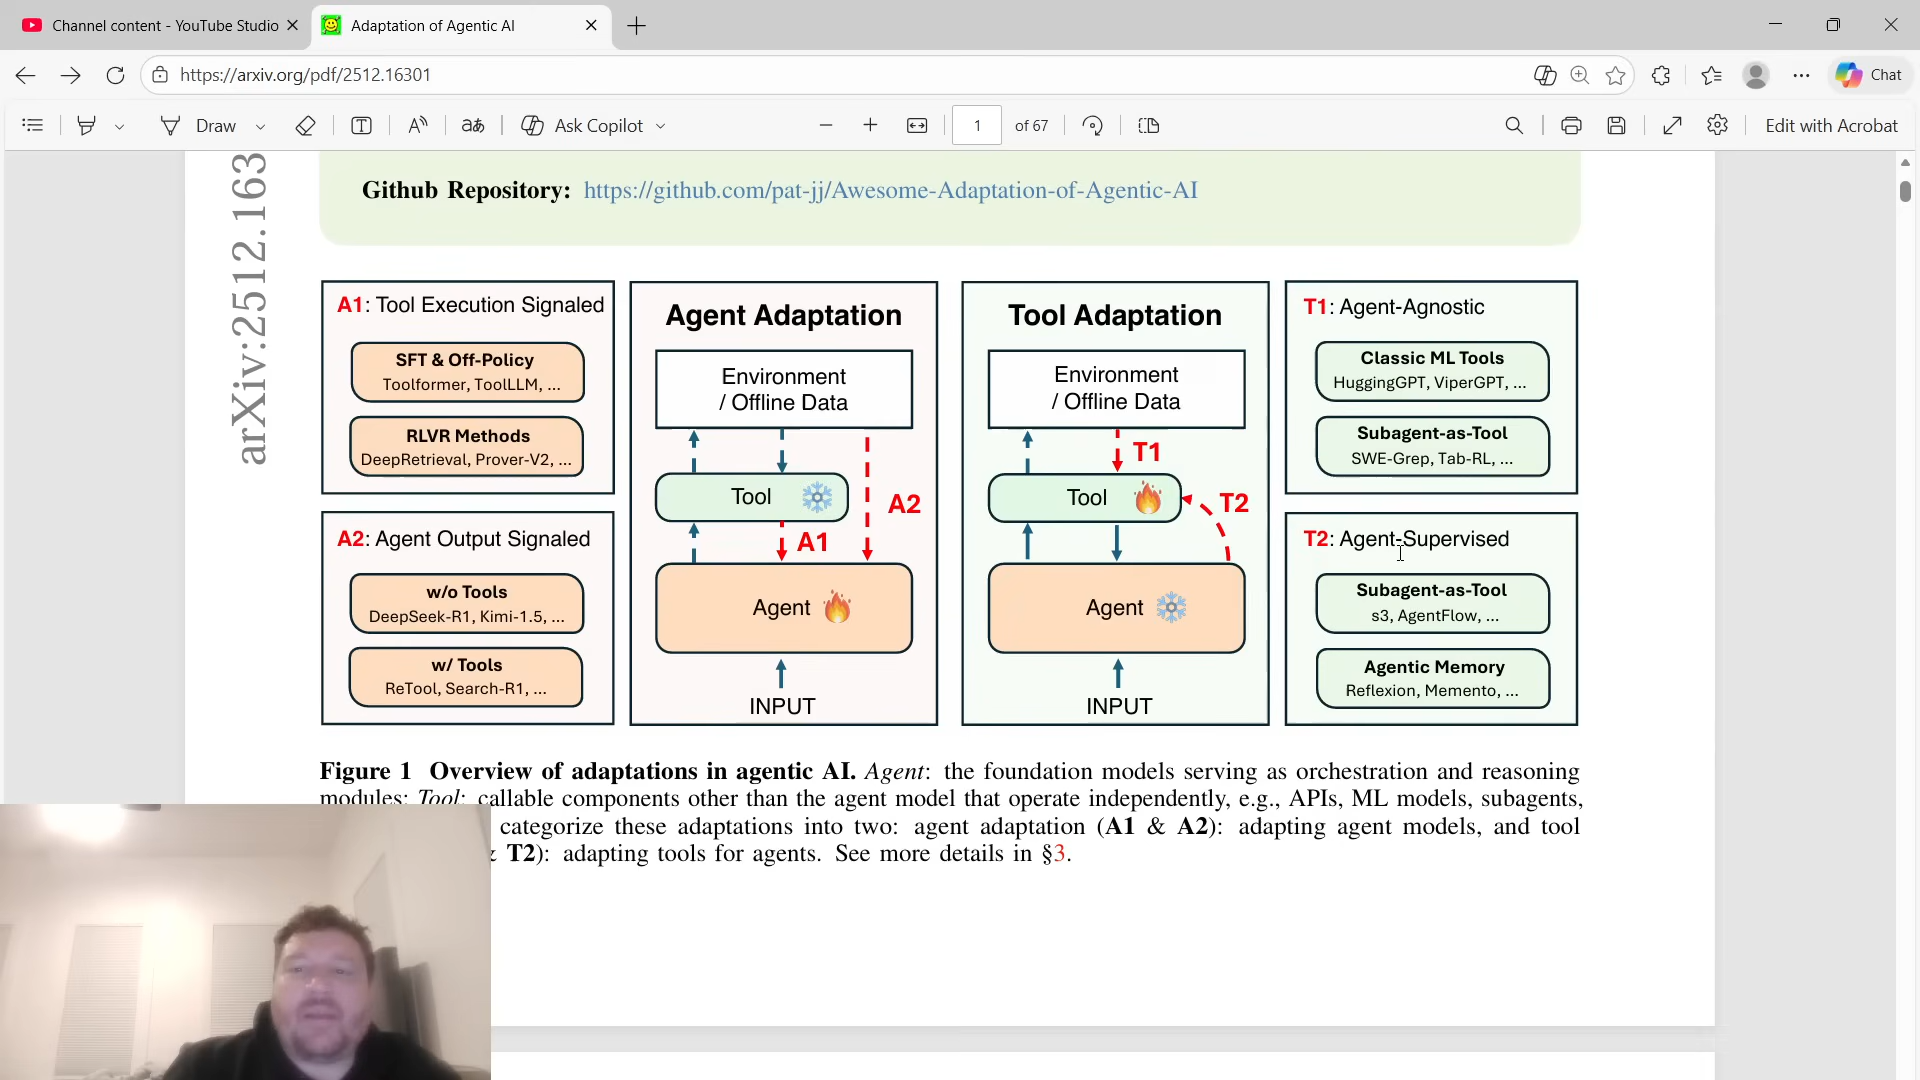 Channel content - YouTube Studio
Adaptation of Agentic AI
https://arxiv.org/pdf/2512.16301
Chat
Draw
Ask Copilot
1 of 67
Edit with Acrobat
arXiv:2512.163
Github Repository: https://github.com/pat-jj/Awesome-Adaptation-of-Agentic-AI
A1: Tool Execution Signaled
SFT & Off-Policy
Toolformer, ToolLLM, ...
RLVR Methods
DeepRetrieval, Prover-V2, ...
A2: Agent Output Signaled
w/o Tools
DeepSeek-R1, Kimi-1.5, ...
w/ Tools
ReTool, Search-R1, ...
Agent Adaptation
Environment
/ Offline Data
Tool
A1
A2
Agent
INPUT
Tool Adaptation
Environment
/ Offline Data
T1
Tool
T2
Agent
INPUT
T1: Agent-Agnostic
Classic ML Tools
HuggingGPT, ViperGPT, ...
Subagent-as-Tool
SWE-Grep, Tab-RL, ...
T2: Agent-Supervised
Subagent-as-Tool
s3, AgentFlow, ...
Agentic Memory
Reflexion, Memento, ...
Figure 1 Overview of adaptations in agentic AI. Agent: the foundation models serving as orchestration and reasoning
modules; Tool: callable components other than the agent model that operate independently, e.g., APIs, ML models, subagents,
categorize these adaptations into two: agent adaptation (A1 & A2): adapting agent models, and tool
& T2): adapting tools for agents. See more details in §3.